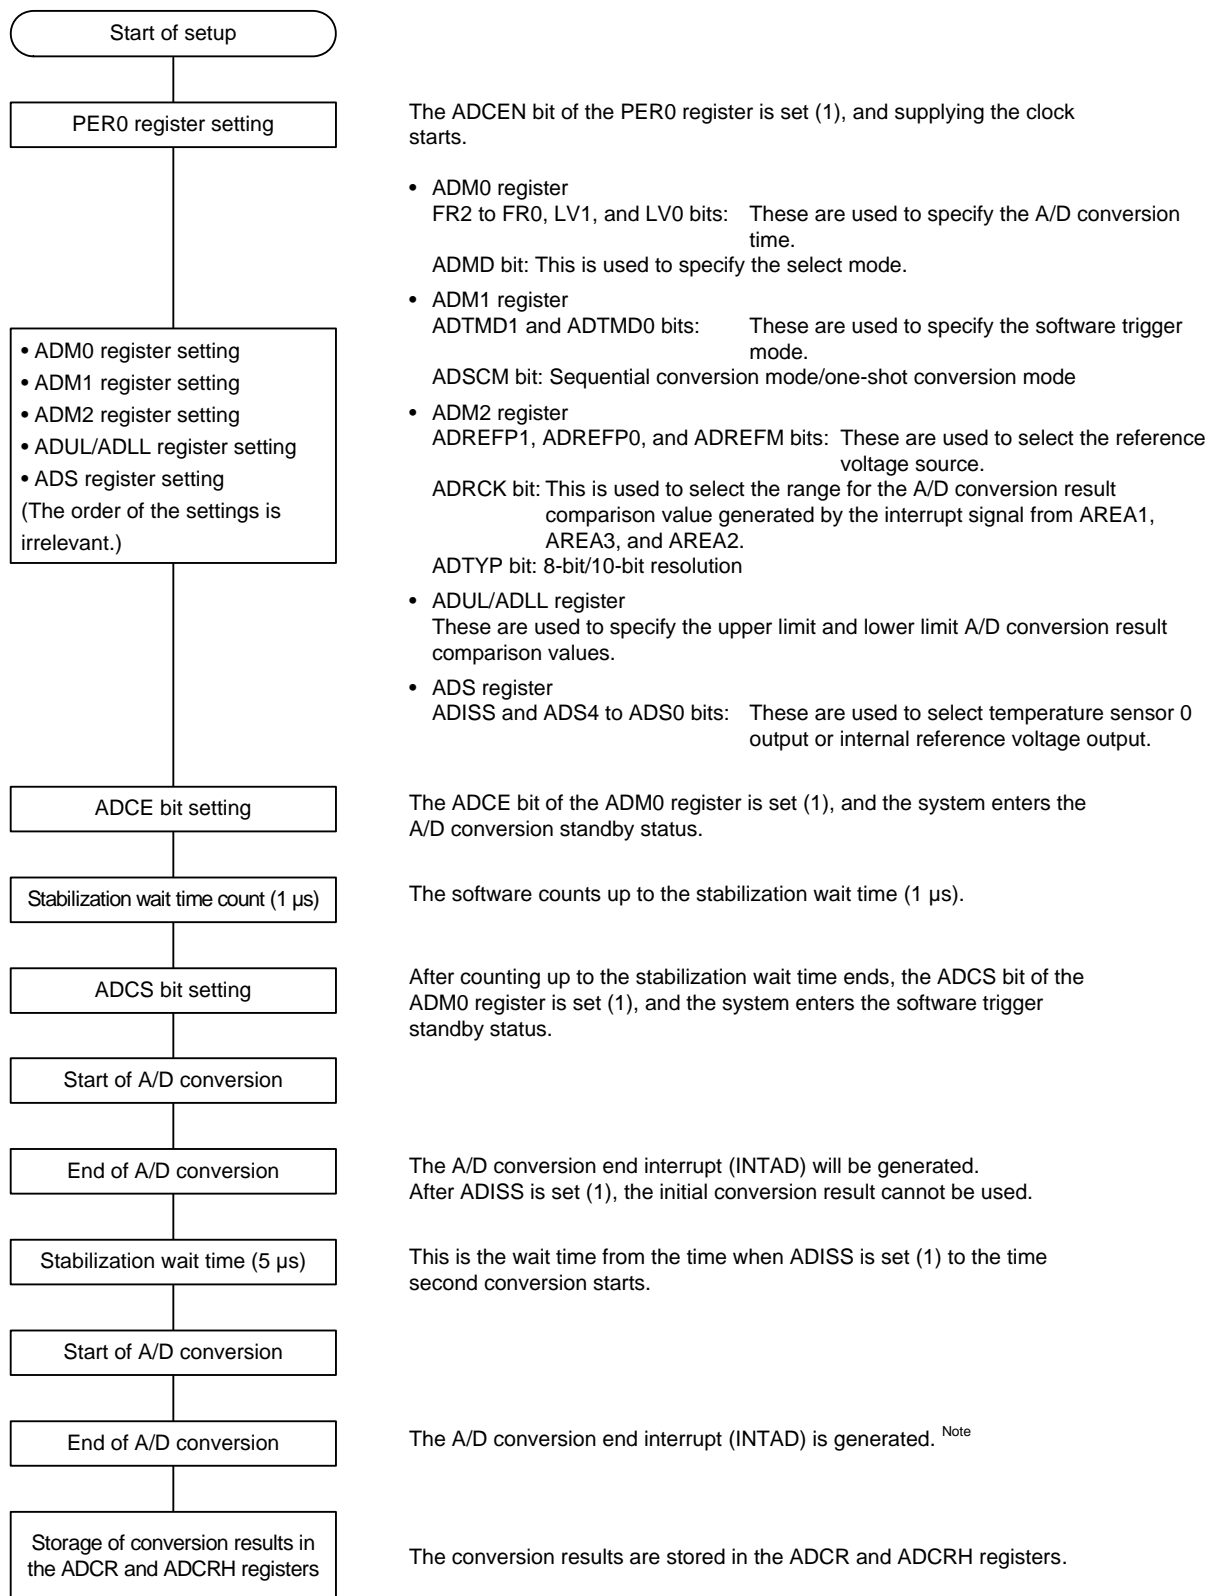 Start of setup
PER0 register setting
The ADCEN bit of the PER0 register is set (1), and supplying the clock
starts.
• ADM0 register
FR2 to FR0, LV1, and LV0 bits: These are used to specify the A/D conversion
time.
ADMD bit: This is used to specify the select mode.
• ADM1 register
ADTMD1 and ADTMD0 bits: These are used to specify the software trigger
mode.
ADSCM bit: Sequential conversion mode/one-shot conversion mode
• ADM2 register
ADREFP1, ADREFP0, and ADREFM bits: These are used to select the reference
voltage source.
ADRCK bit: This is used to select the range for the A/D conversion result
comparison value generated by the interrupt signal from AREA1,
AREA3, and AREA2.
ADTYP bit: 8-bit/10-bit resolution
• ADUL/ADLL register
These are used to specify the upper limit and lower limit A/D conversion result
comparison values.
• ADS register
ADISS and ADS4 to ADS0 bits: These are used to select temperature sensor 0
output or internal reference voltage output.
• ADM0 register setting
• ADM1 register setting
• ADM2 register setting
• ADUL/ADLL register setting
• ADS register setting
(The order of the settings is
irrelevant.)
ADCE bit setting
The ADCE bit of the ADM0 register is set (1), and the system enters the
A/D conversion standby status.
Stabilization wait time count (1 μs)
The software counts up to the stabilization wait time (1 μs).
ADCS bit setting
After counting up to the stabilization wait time ends, the ADCS bit of the
ADM0 register is set (1), and the system enters the software trigger
standby status.
Start of A/D conversion
End of A/D conversion
The A/D conversion end interrupt (INTAD) will be generated.
After ADISS is set (1), the initial conversion result cannot be used.
Stabilization wait time (5 μs)
This is the wait time from the time when ADISS is set (1) to the time
second conversion starts.
Start of A/D conversion
End of A/D conversion
The A/D conversion end interrupt (INTAD) is generated. Note
Storage of conversion results in
the ADCR and ADCRH registers
The conversion results are stored in the ADCR and ADCRH registers.